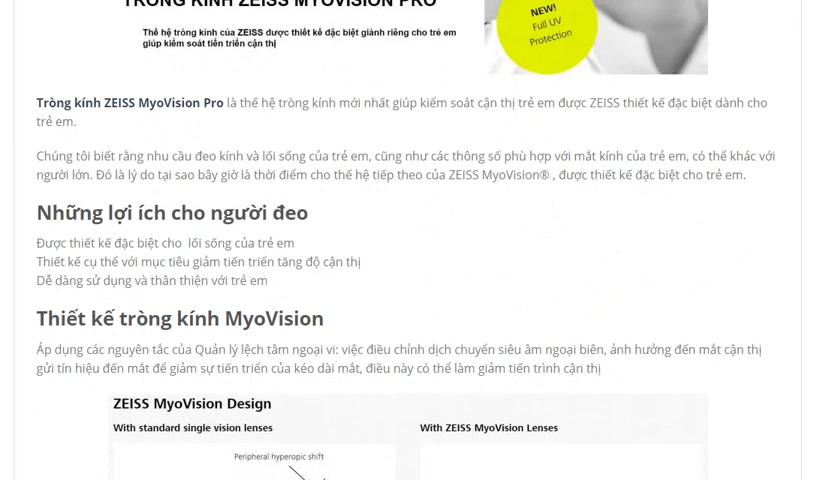 TRÒNG KÍNH ZEISS MYOVISION PRO
Thế hệ tròng kính của ZEISS được thiết kế đặc biệt giành riêng cho trẻ em
giúp kiểm soát tiến triển cận thị
NEW!
Full UV
Protection
Tròng kính ZEISS MyoVision Pro là thế hệ tròng kính mới nhất giúp kiểm soát cận thị trẻ em được ZEISS thiết kế đặc biệt dành cho
trẻ em.
Chúng tôi biết rằng nhu cầu đeo kính và lối sống của trẻ em, cũng như các thông số phù hợp với mắt kính của trẻ em, có thể khác với
người lớn. Đó là lý do tại sao bây giờ là thời điểm cho thế hệ tiếp theo của ZEISS MyoVision® , được thiết kế đặc biệt cho trẻ em.
Những lợi ích cho người đeo
Được thiết kế đặc biệt cho  lối sống của trẻ em
Thiết kế cụ thể với mục tiêu giảm tiến triển tăng độ cận thị
Dễ dàng sử dụng và thân thiện với trẻ em
Thiết kế tròng kính MyoVision
Áp dụng các nguyên tắc của Quản lý lệch tâm ngoại vi: việc điều chỉnh dịch chuyển siêu âm ngoại biên, ảnh hưởng đến mắt cận thị
gửi tín hiệu đến mắt để giảm sự tiến triển của kéo dài mắt, điều này có thể làm giảm tiến trình cận thị
ZEISS MyoVision Design
With standard single vision lenses
With ZEISS MyoVision Lenses
Peripheral hyperopic shift